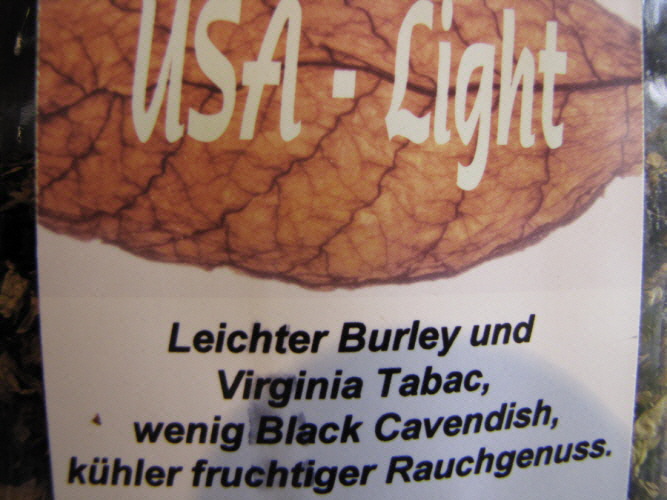 USA - Light
Leichter Burley und
Virginia Tabac,
wenig Black Cavendish,
kühler fruchtiger Rauchgenuss.